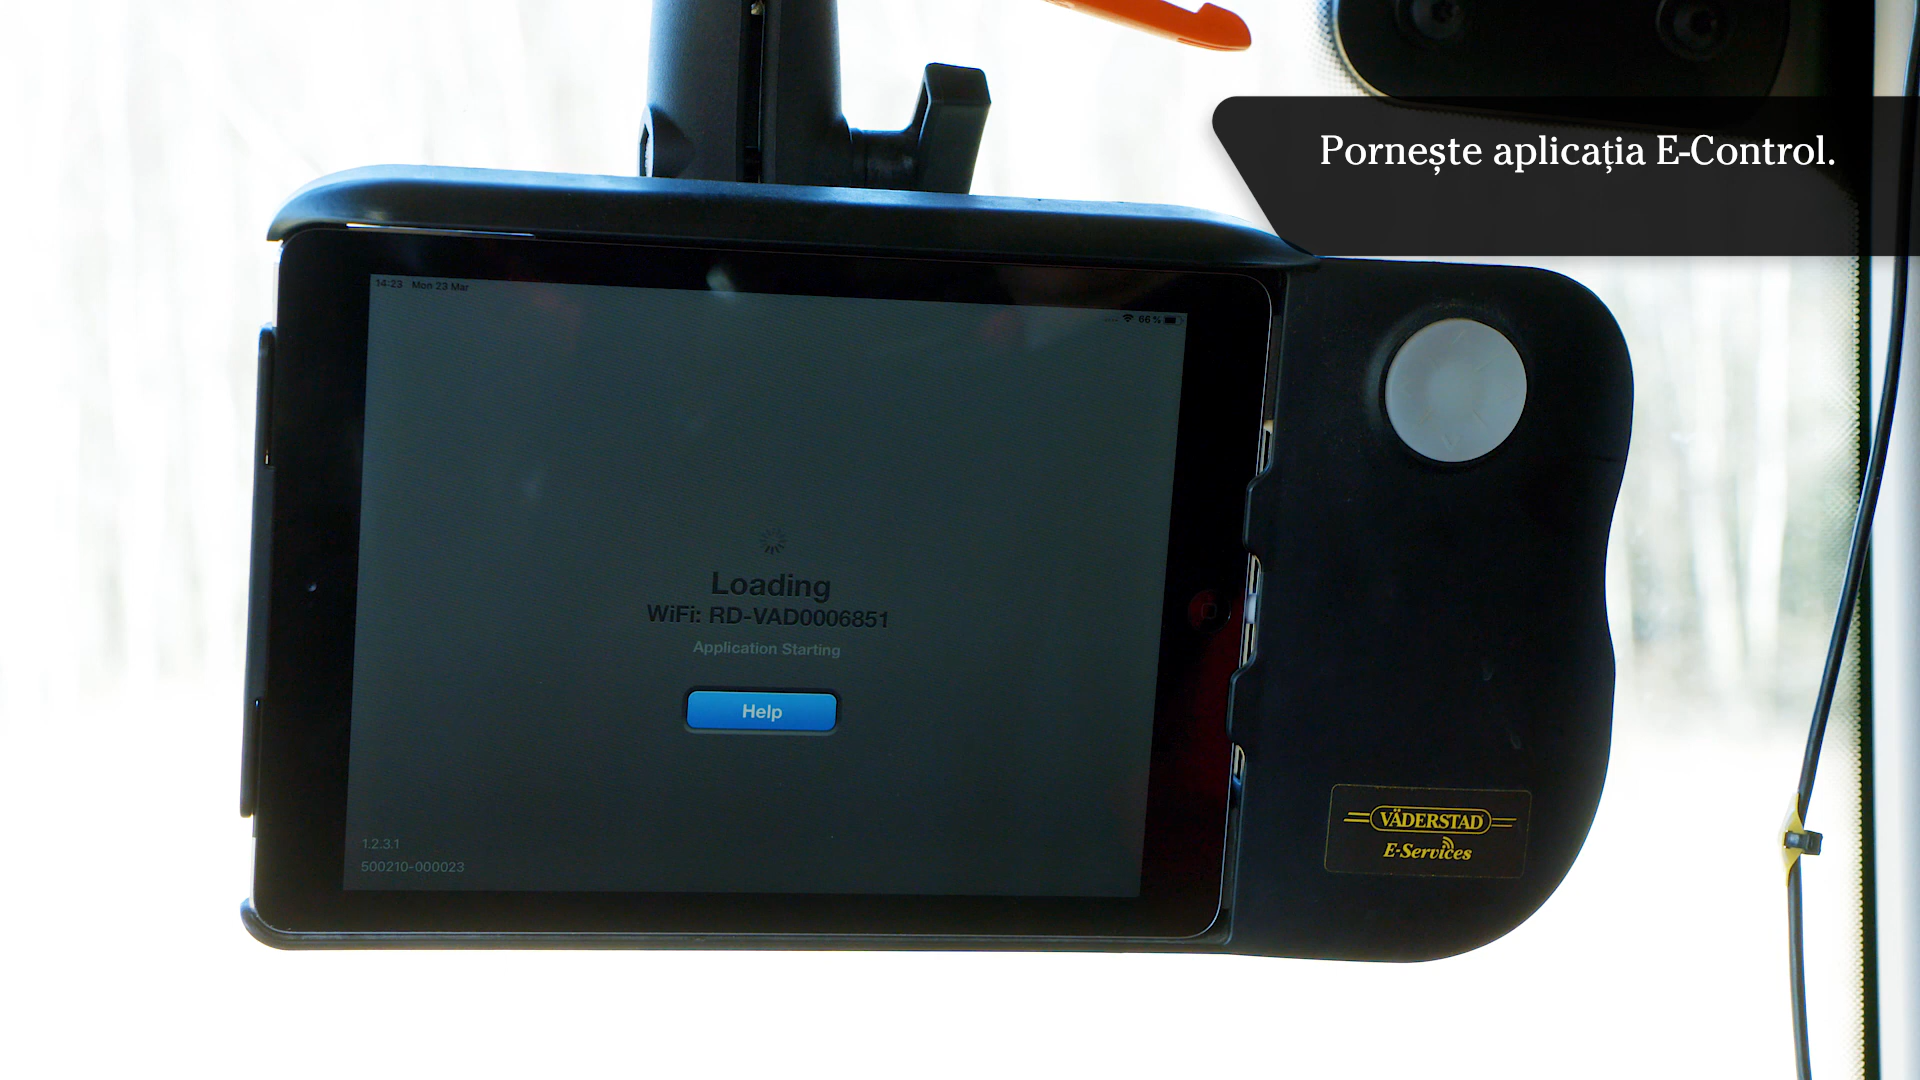 Pornește aplicația E-Control.
14:23 Mon 23 Mar
66 %
Loading
WiFi: RD-VAD0006851
Application Starting
Help
1.2.3.1
500210-000023
VÄDERSTAD
E-Services